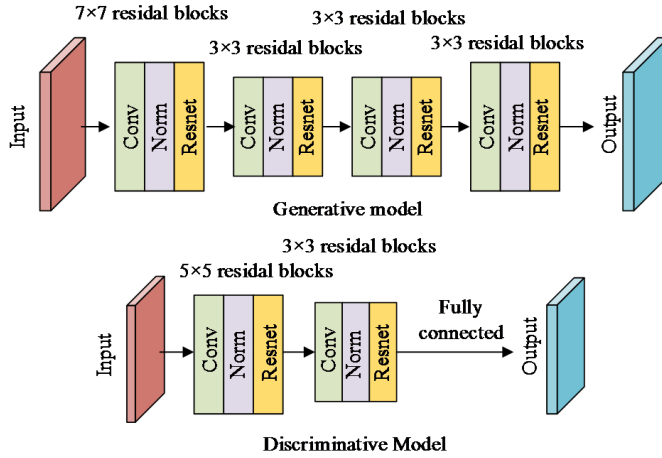 7×7 residal blocks
3×3 residal blocks
3×3 residal blocks
3×3 residal blocks
Input
Conv
Norm
Resnet
Conv
Norm
Resnet
Conv
Norm
Resnet
Conv
Norm
Resnet
Output
Generative model
3×3 residal blocks
5×5 residal blocks
Input
Conv
Norm
Resnet
Conv
Norm
Resnet
Fully
connected
Output
Discriminative Model